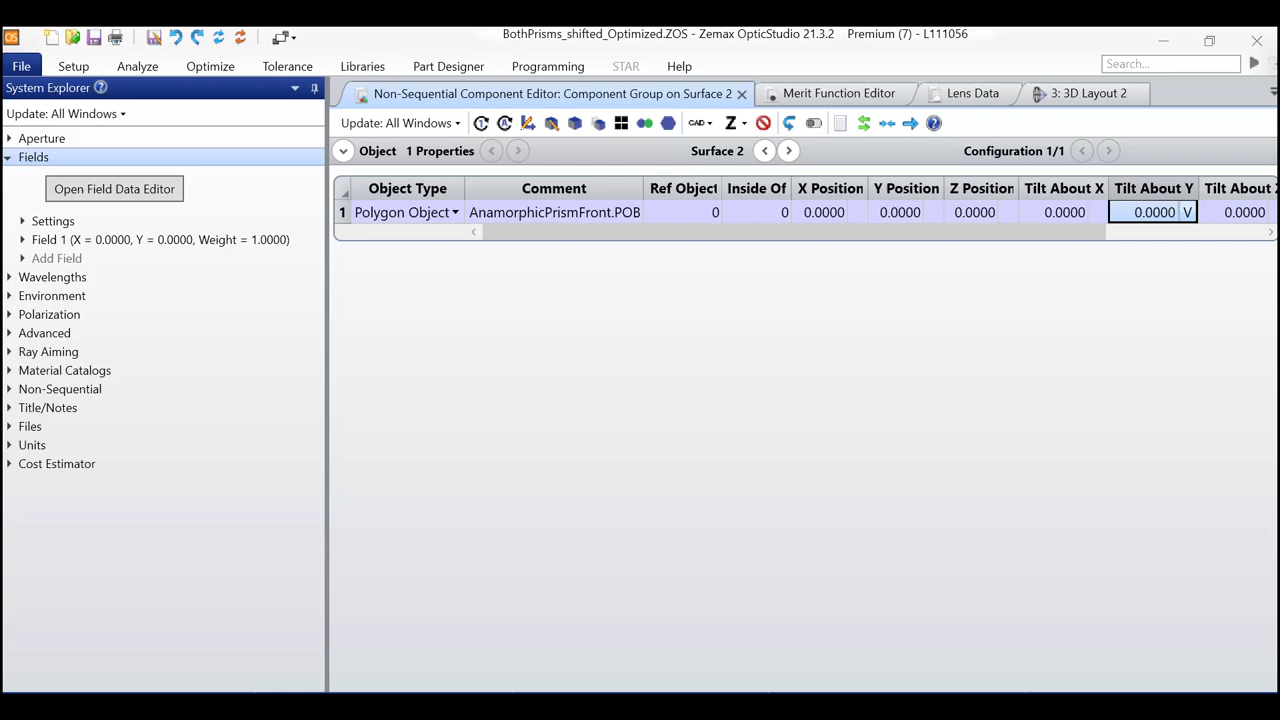 OS
BothPrisms_shifted_Optimized.ZOS - Zemax OpticStudio 21.3.2 Premium (7) - L111056
File Setup Analyze Optimize Tolerance Libraries Part Designer Programming STAR Help Search...
System Explorer ?
Update: All Windows
Aperture
Fields
Open Field Data Editor
Settings
Field 1 (X = 0.0000, Y = 0.0000, Weight = 1.0000)
Add Field
Wavelengths
Environment
Polarization
Advanced
Ray Aiming
Material Catalogs
Non-Sequential
Title/Notes
Files
Units
Cost Estimator
Non-Sequential Component Editor: Component Group on Surface 2 Merit Function Editor Lens Data 3: 3D Layout 2
Update: All Windows 1 A CAD Z ?
Object 1 Properties Surface 2 Configuration 1/1
Object Type Comment Ref Object Inside Of X Position Y Position Z Position Tilt About X Tilt About Y Tilt About Z
1 Polygon Object AnamorphicPrismFront.POB 0 0 0.0000 0.0000 0.0000 0.0000 0.0000 V 0.0000